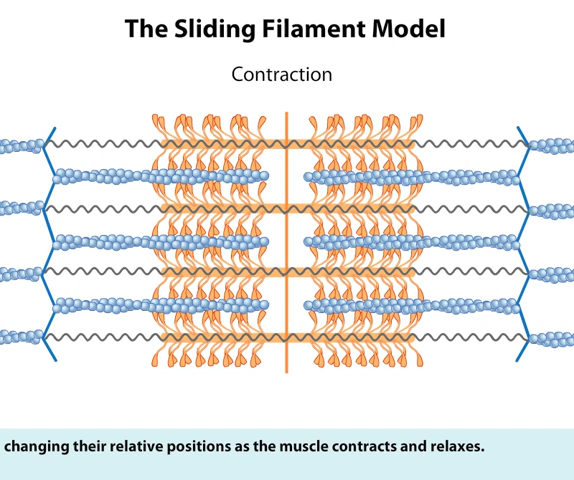 The Sliding Filament Model
Contraction
changing their relative positions as the muscle contracts and relaxes.